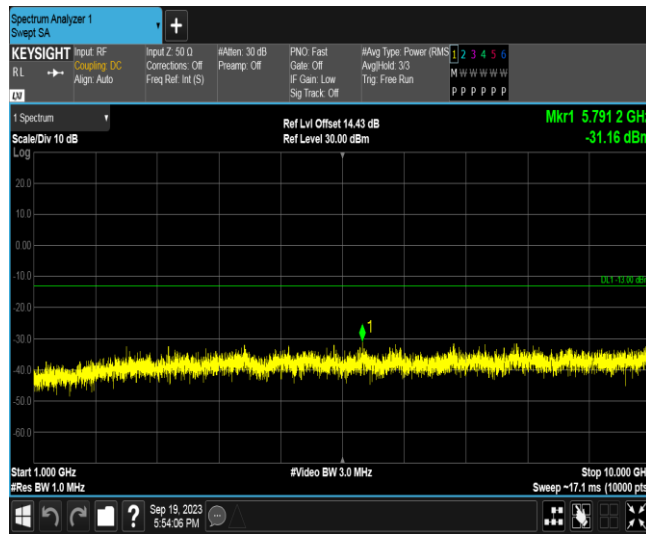 Spectrum Analyzer 1
Swept SA
KEYSIGHT
RL
LXI
Input: RF
Coupling: DC
Align: Auto
Input Z: 50 Ω
Corrections: Off
Freq Ref: Int (S)
#Atten: 30 dB
Preamp: Off
PNO: Fast
Gate: Off
IF Gain: Low
Sig Track: Off
#Avg Type: Power (RMS
Avg|Hold: 3/3
Trig: Free Run
1 2 3 4 5 6
M W W W W W
P P P P P P
1 Spectrum
Scale/Div 10 dB
Ref Lvl Offset 14.43 dB
Ref Level 30.00 dBm
Mkr1 5.791 2 GHz
-31.16 dBm
Log
20.0
10.0
0.00
-10.0
DL1 -13.00 dBm
-20.0
1
-30.0
-40.0
-50.0
-60.0
Start 1.000 GHz
#Res BW 1.0 MHz
#Video BW 3.0 MHz
Stop 10.000 GH
Sweep ~17.1 ms (10000 pts
?
Sep 19, 2023
5:54:06 PM